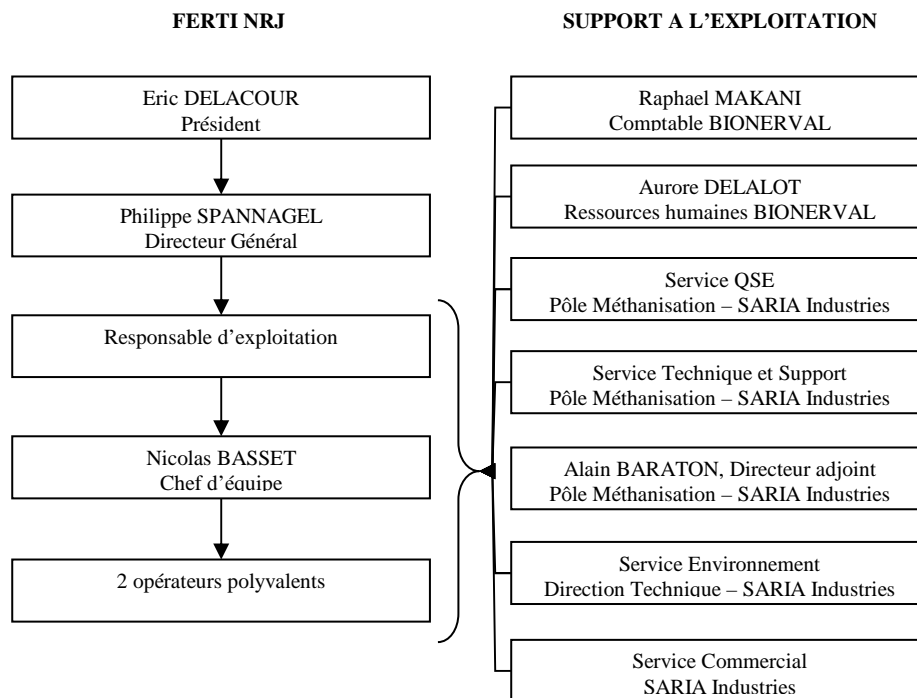 FERTI NRJ
Eric DELACOUR
Président
Philippe SPANNAGEL
Directeur Général
Responsable d’exploitation
Nicolas BASSET
Chef d’équipe
2 opérateurs polyvalents
SUPPORT A L’EXPLOITATION
Raphael MAKANI
Comptable BIONERVAL
Aurore DELALOT
Ressources humaines BIONERVAL
Service QSE
Pôle Méthanisation – SARIA Industries
Service Technique et Support
Pôle Méthanisation – SARIA Industries
Alain BARATON, Directeur adjoint
Pôle Méthanisation – SARIA Industries
Service Environnement
Direction Technique – SARIA Industries
Service Commercial
SARIA Industries